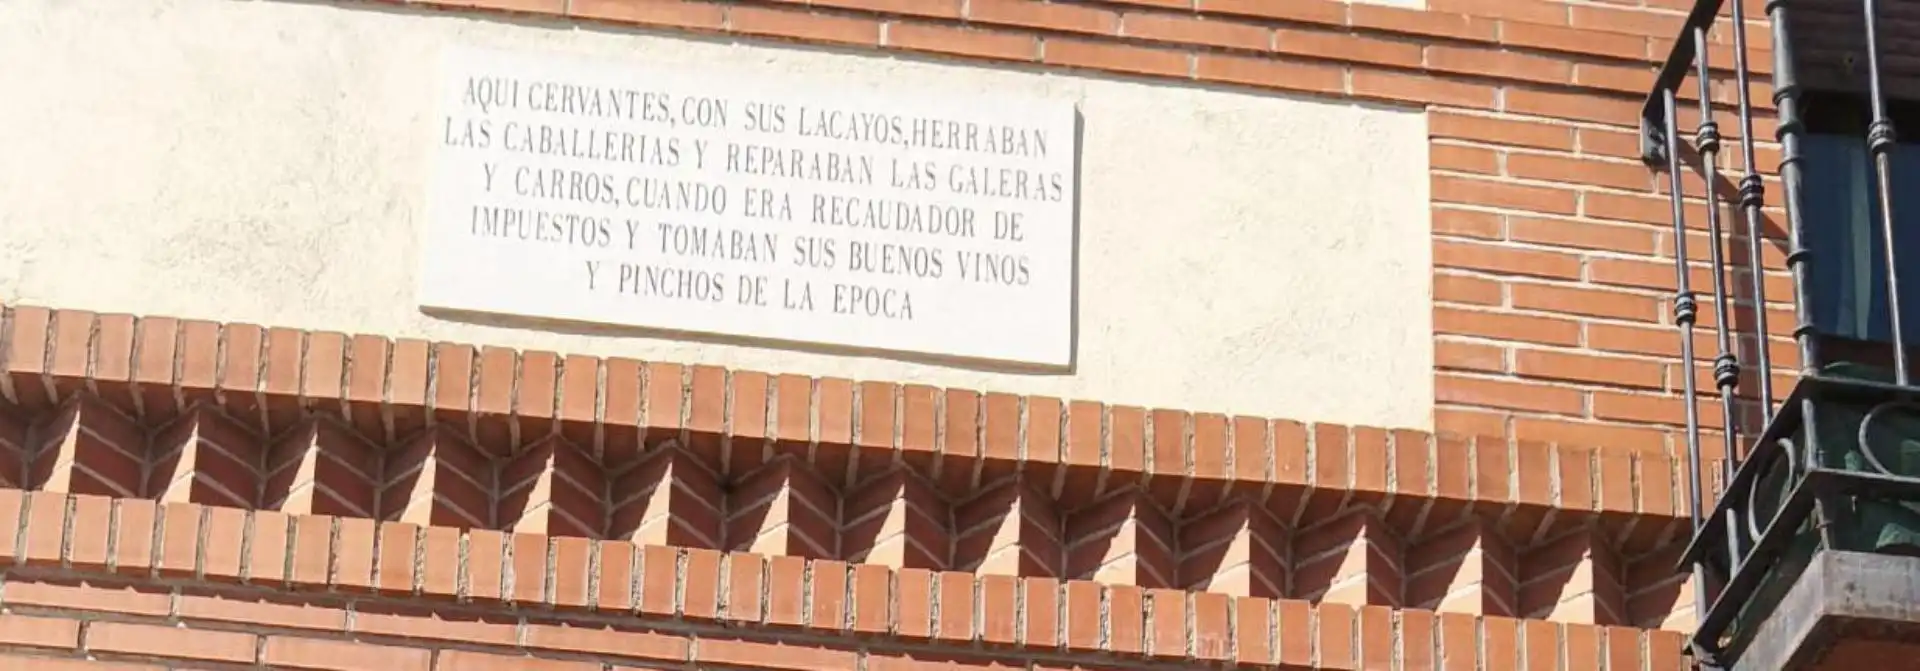 AQUI CERVANTES, CON SUS LACAYOS, HERRABAN
LAS CABALLERIAS Y REPARABAN LAS GALERAS
Y CARROS, CUANDO ERA RECAUDADOR DE
IMPUESTOS Y TOMABAN SUS BUENOS VINOS
Y PINCHOS DE LA EPOCA